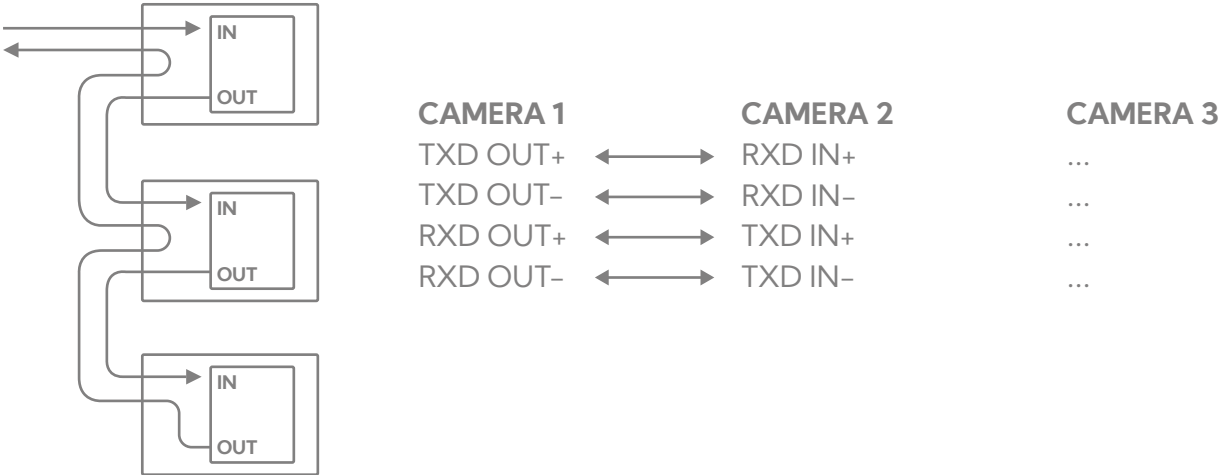 IN
OUT
IN
OUT
IN
OUT
CAMERA 1 CAMERA 2 CAMERA 3
TXD OUT+ RXD IN+ ...
TXD OUT– RXD IN– ...
RXD OUT+ TXD IN+ ...
RXD OUT– TXD IN– ...